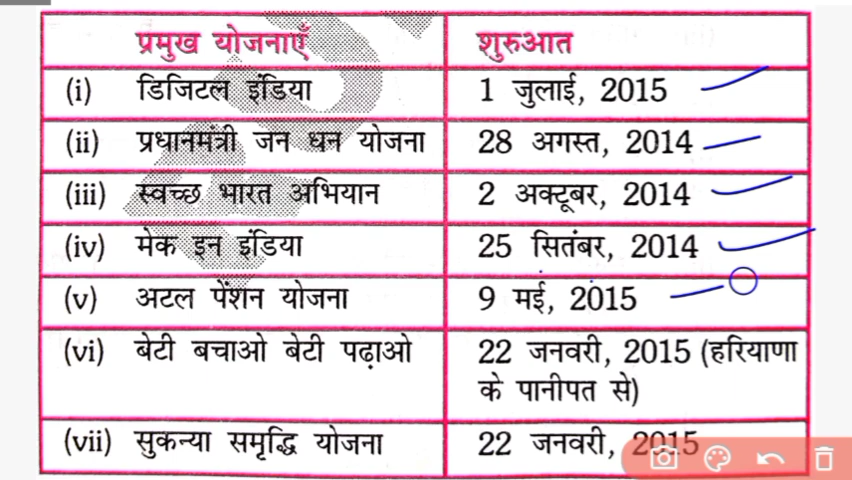 प्रमुख योजनाएँ शुरुआत
(i) डिजिटल इंडिया 1 जुलाई, 2015
(ii) प्रधानमंत्री जन धन योजना 28 अगस्त, 2014
(iii) स्वच्छ भारत अभियान 2 अक्टूबर, 2014
(iv) मेक इन इंडिया 25 सितंबर, 2014
(v) अटल पेंशन योजना 9 मई, 2015
(vi) बेटी बचाओ बेटी पढ़ाओ 22 जनवरी, 2015 (हरियाणा
के पानीपत से)
(vii) सुकन्या समृद्धि योजना 22 जनवरी, 2015